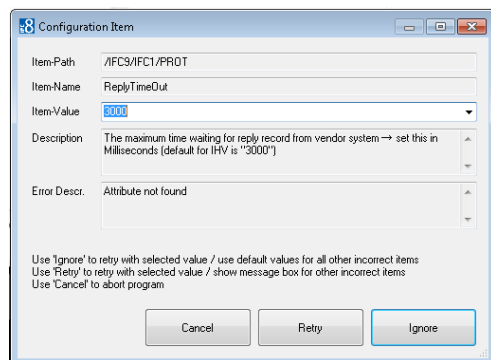 Configuration Item
Item-Path
/IFC9/IFC1/PROT
Item-Name
ReplyTimeOut
Item-Value
3000
Description
The maximum time waiting for reply record from vendor system → set this in
Milliseconds (default for IHV is "3000")
Error Descr.
Attribute not found
Use 'Ignore' to retry with selected value / use default values for all other incorrect items
Use 'Retry' to retry with selected value / show message box for other incorrect items
Use 'Cancel' to abort program
Cancel
Retry
Ignore